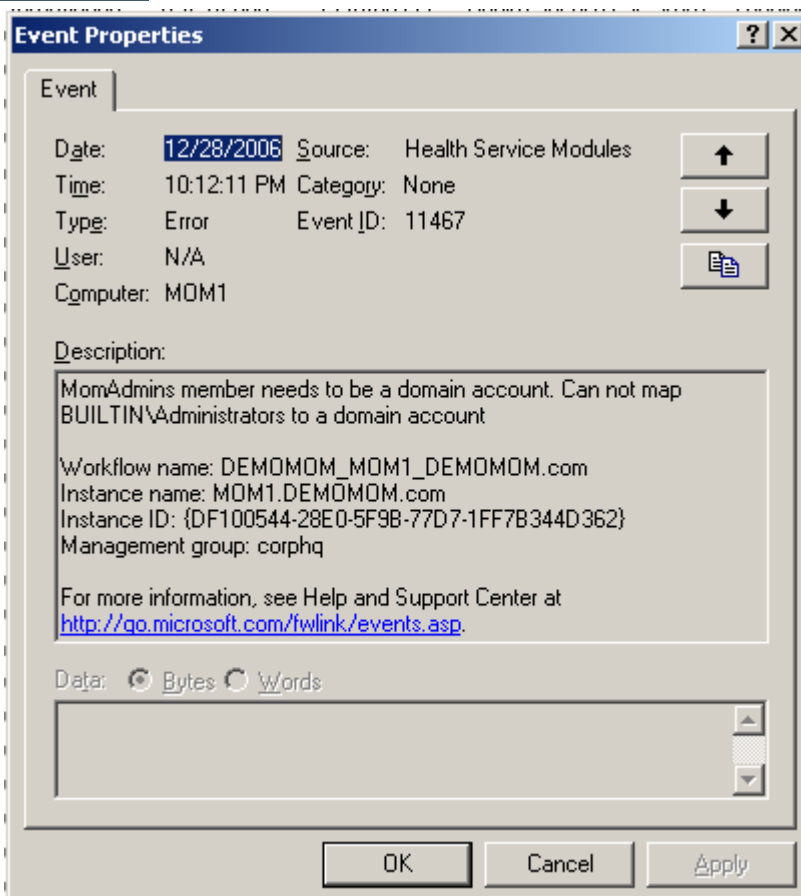 Event Properties
Event
Date: 12/28/2006 Source: Health Service Modules
Time: 10:12:11 PM Category: None
Type: Error Event ID: 11467
User: N/A
Computer: MOM1
Description:
MomAdmins member needs to be a domain account. Can not map
BUILTIN\Administrators to a domain account
Workflow name: DEMOMOM_MOM1_DEMOMOM.com
Instance name: MOM1.DEMOMOM.com
Instance ID: {DF100544-28E0-5F9B-77D7-1FF7B344D362}
Management group: corphq
For more information, see Help and Support Center at
http://go.microsoft.com/fwlink/events.asp.
Data: Bytes Words
OK Cancel Apply